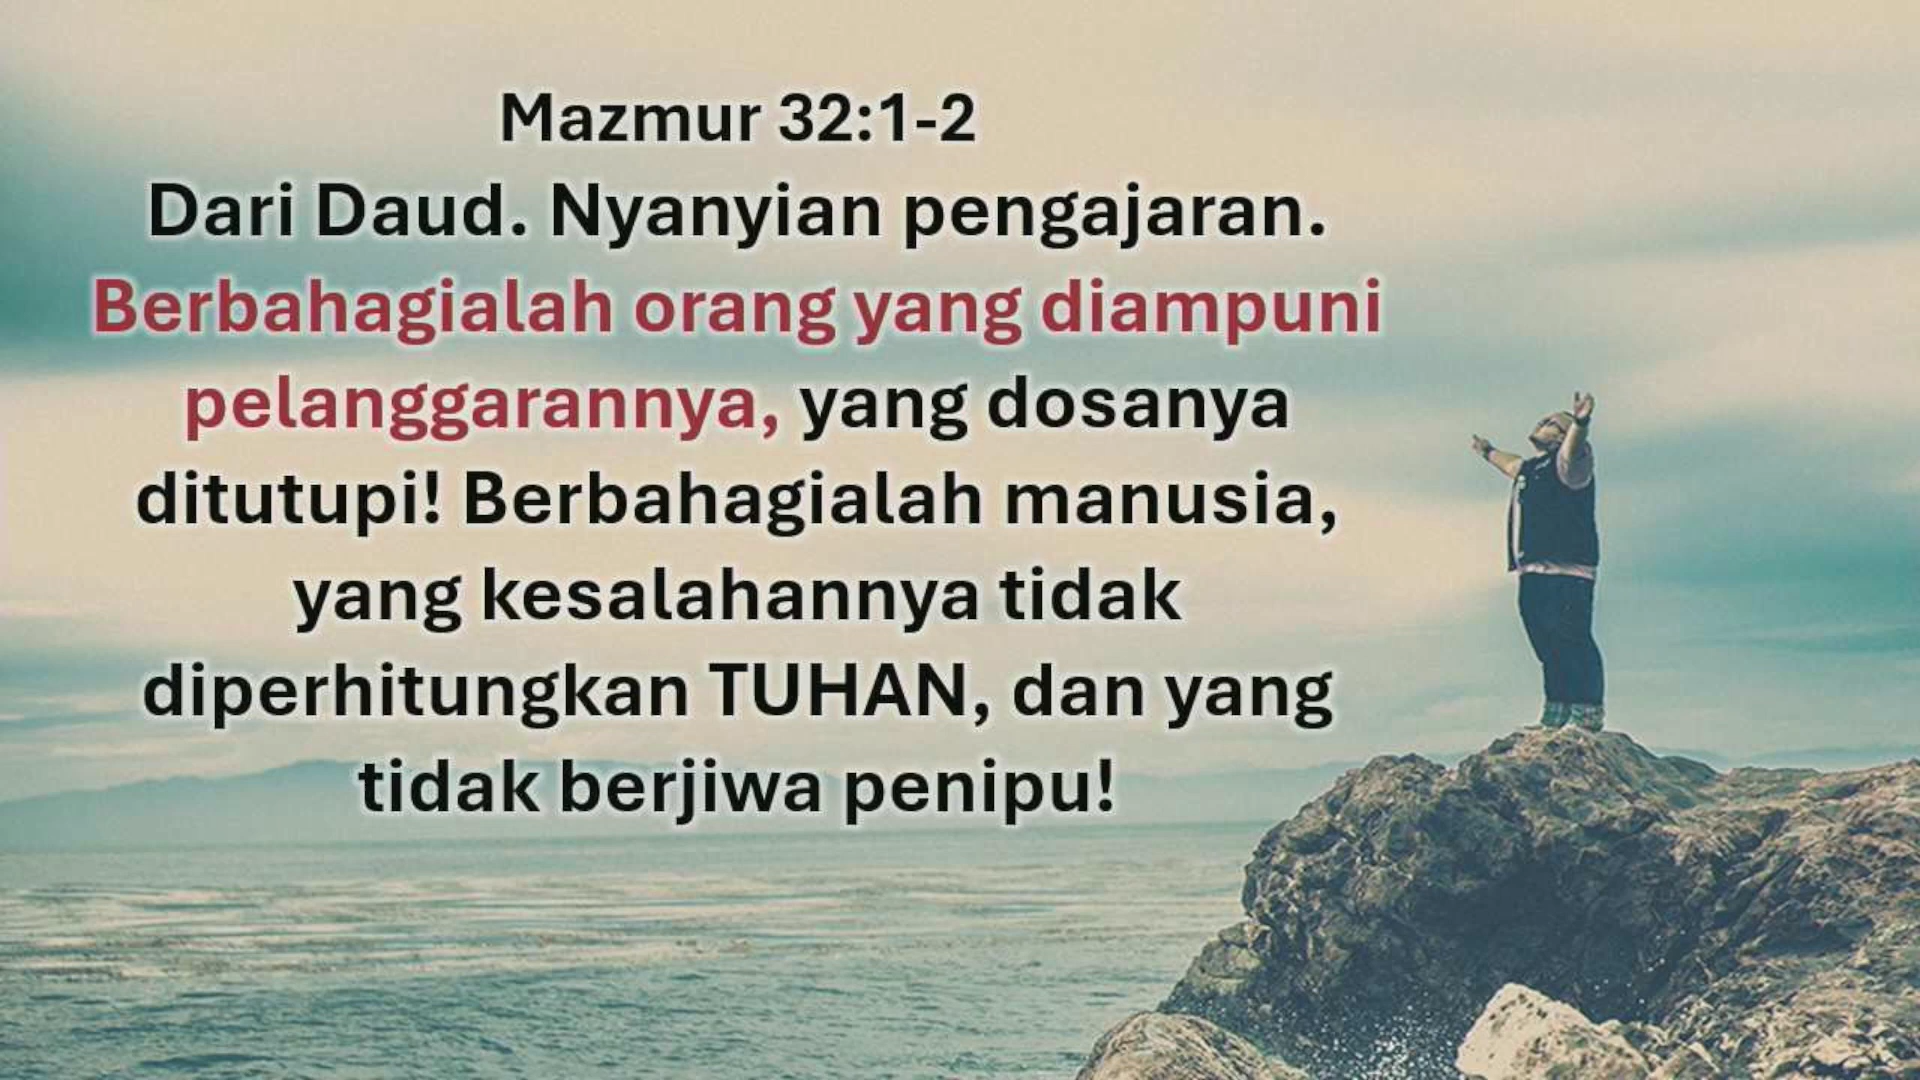 Mazmur 32:1-2
Dari Daud. Nyanyian pengajaran.
Berbahagialah orang yang diampuni
pelanggarannya, yang dosanya
ditutupi! Berbahagialah manusia,
yang kesalahannya tidak
diperhitungkan TUHAN, dan yang
tidak berjiwa penipu!